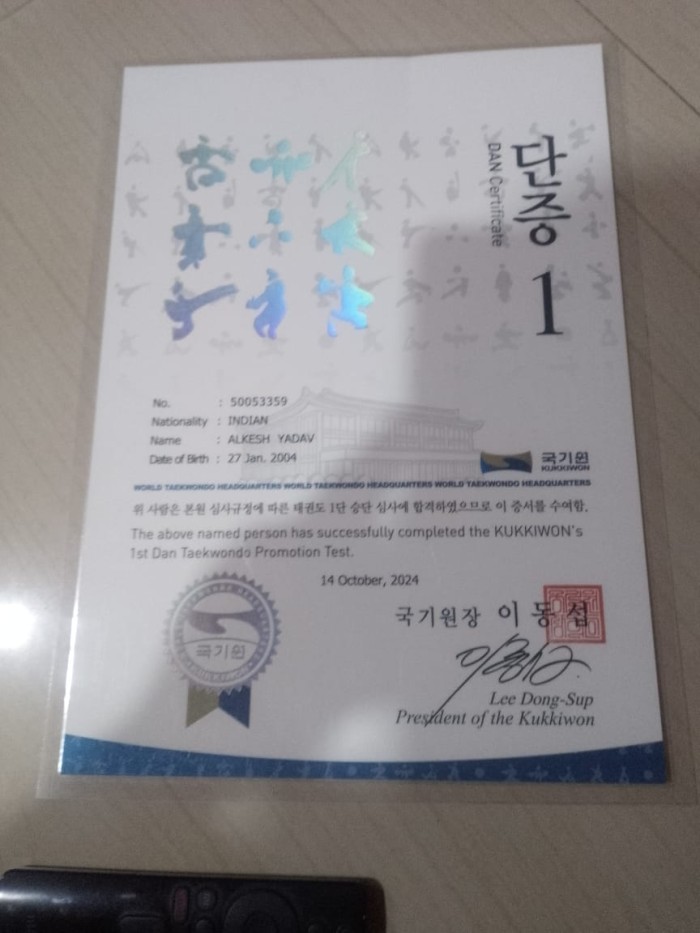 단증
DAN Certificate
1
No. : 50053359
Nationality : INDIAN
Name : ALKESH YADAV
Date of Birth : 27 Jan. 2004
국기원
KUKKIWON
WORLD TAEKWONDO HEADQUARTERS WORLD TAEKWONDO HEADQUARTERS WORLD TAEKWONDO HEADQUARTERS
위 사람은 본원 심사규정에 따른 태권도 1단 승단 심사에 합격하였으므로 이 증서를 수여함.
The above named person has successfully completed the KUKKIWON's
1st Dan Taekwondo Promotion Test.
14 October, 2024
국기원장 이동섭
국기원
Lee Dong-Sup
President of the Kukkiwon